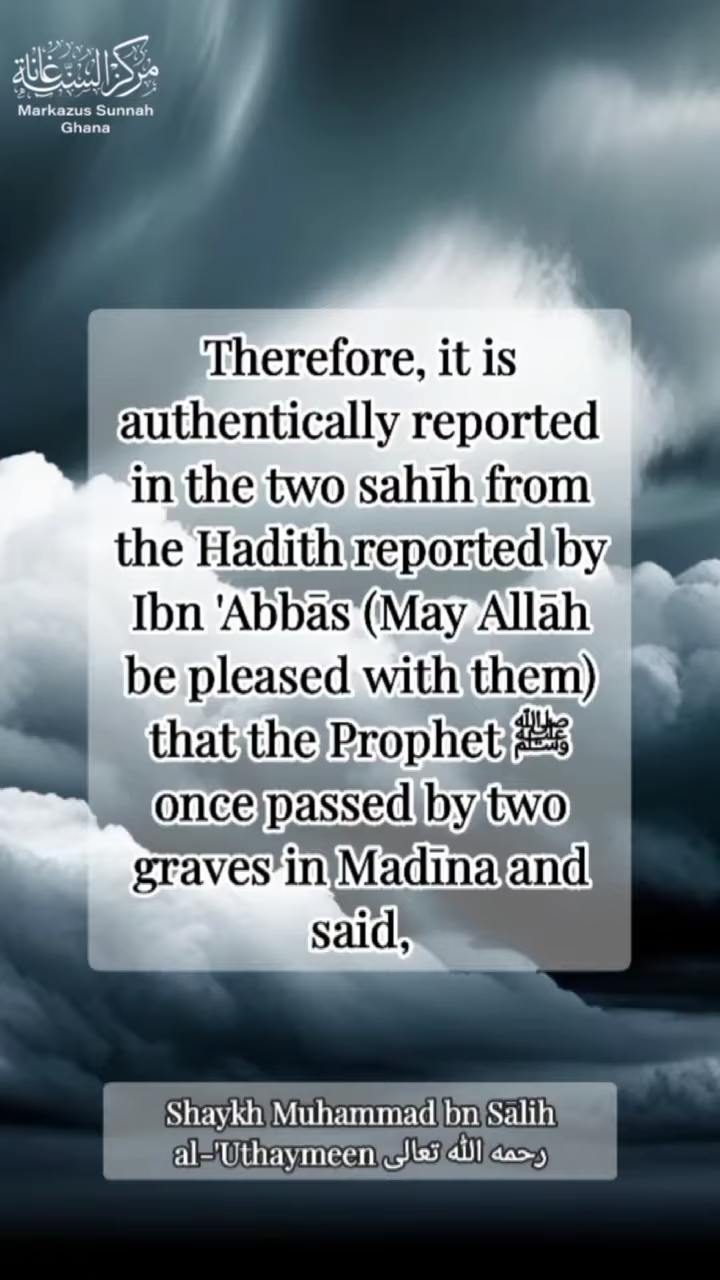 مركز السنة غانة
Markazus Sunnah
Ghana
Therefore, it is
authentically reported
in the two sahīh from
the Hadith reported by
Ibn 'Abbās (May Allāh
be pleased with them)
that the Prophet ﷺ
once passed by two
graves in Madīna and
said,
Shaykh Muhammad bn Sālih
al-'Uthaymeen رحمه الله تعالى